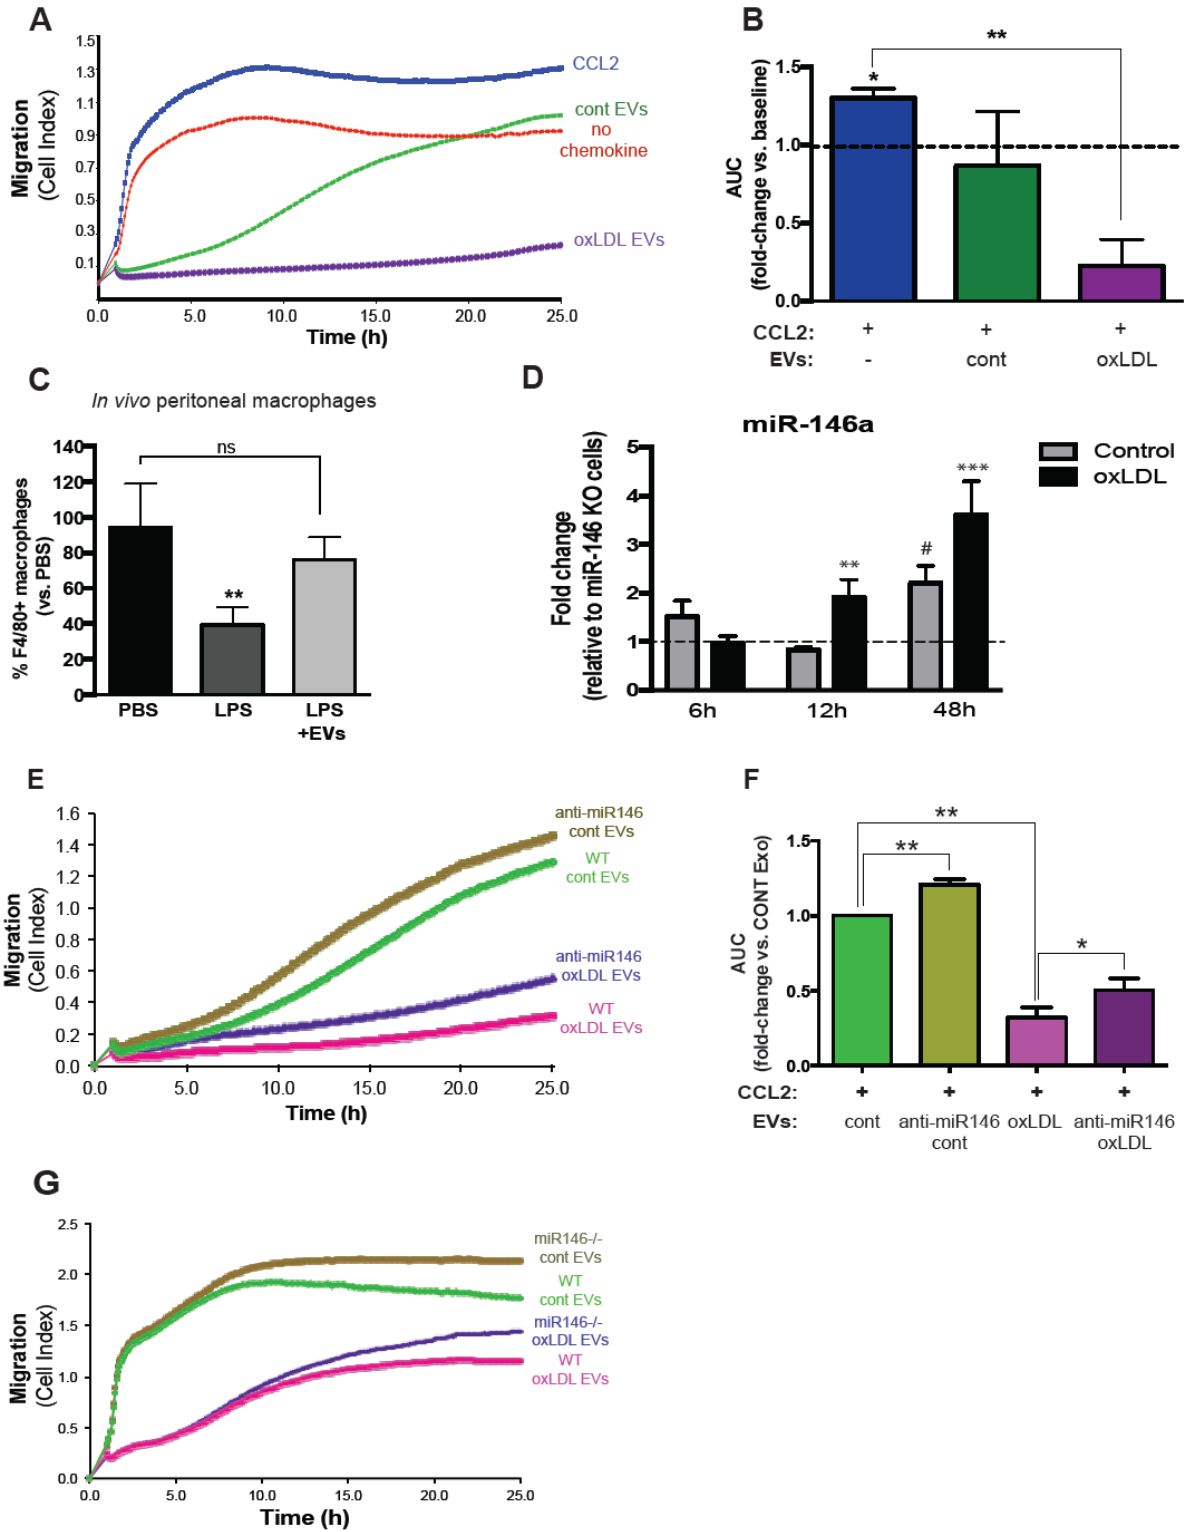 A
1.5
1.3
1.1
0.9
0.7
0.5
0.3
0.1
Migration
(Cell Index)
0.0
5.0
10.0
15.0
20.0
25.0
Time (h)
CCL2
cont EVs
no
chemokine
oxLDL EVs
B
**
*
1.5
1.0
0.5
0.0
AUC
(fold-change vs. baseline)
CCL2: + + +
EVs: - cont oxLDL
C
In vivo peritoneal macrophages
140
120
100
80
60
40
20
0
% F4/80+ macrophages
(vs. PBS)
ns
**
PBS LPS LPS
+EVs
D
miR-146a
5
4
3
2
1
0
Fold change
(relative to miR-146 KO cells)
**
#
***
6h 12h 48h
Control
oxLDL
E
1.6
1.4
1.2
1.0
0.8
0.6
0.4
0.2
0.0
Migration
(Cell Index)
0.0 5.0 10.0 15.0 20.0 25.0
Time (h)
anti-miR146
cont EVs
WT
cont EVs
anti-miR146
oxLDL EVs
WT
oxLDL EVs
F
**
**
*
1.5
1.0
0.5
0.0
AUC
(fold-change vs. CONT Exo)
CCL2: + + + +
EVs: cont anti-miR146 oxLDL anti-miR146
cont oxLDL
G
2.5
2.0
1.5
1.0
0.5
0.0
Migration
(Cell Index)
0.0 5.0 10.0 15.0 20.0 25.0
Time (h)
miR146-/-
cont EVs
WT
cont EVs
miR146-/-
oxLDL EVs
WT
oxLDL EVs